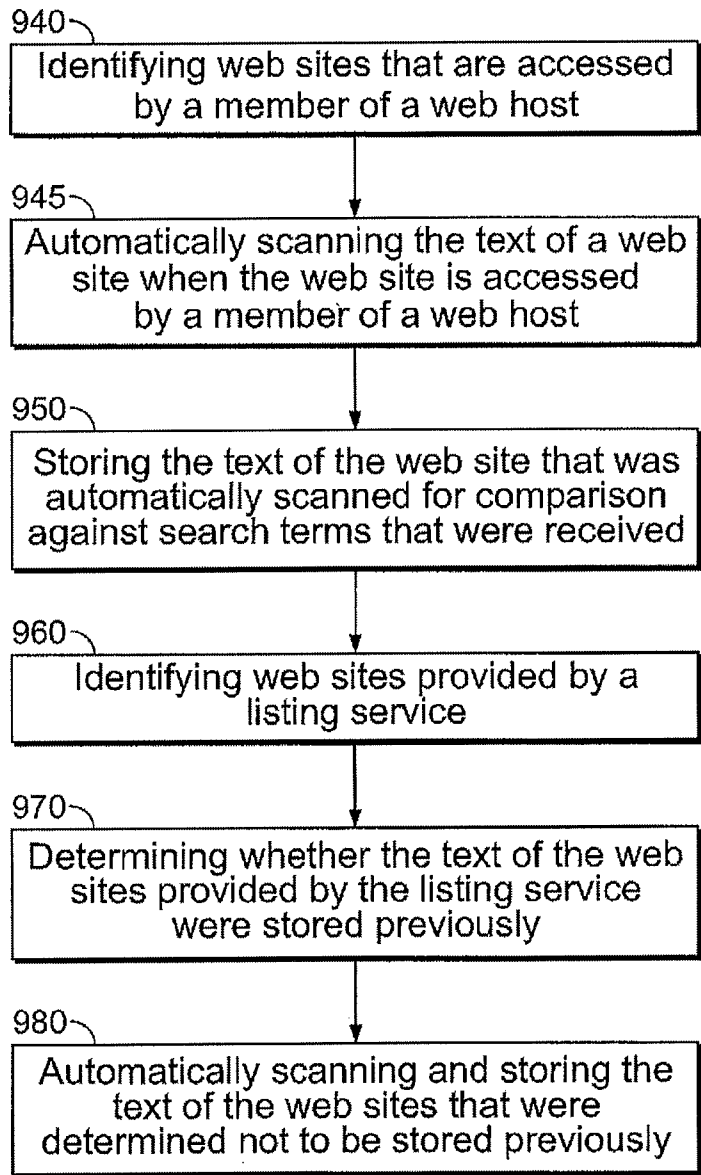 940
Identifying web sites that are accessed
by a member of a web host
945
Automatically scanning the text of a web
site when the web site is accessed
by a member of a web host
950
Storing the text of the web site that was
automatically scanned for comparison
against search terms that were received
960
Identifying web sites provided by a
listing service
970
Determining whether the text of the web
sites provided by the listing service
were stored previously
980
Automatically scanning and storing the
text of the web sites that were
determined not to be stored previously